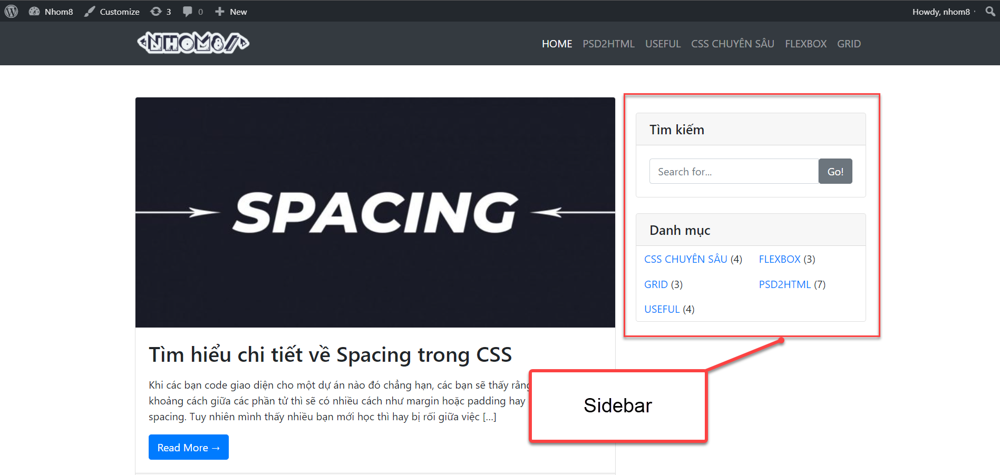 Nhom8 Customize 3 0 New Howdy, nhom8
<NHOM8/>
HOME PSD2HTML USEFUL CSS CHUYÊN SÂU FLEXBOX GRID
SPACING
Tìm hiểu chi tiết về Spacing trong CSS
Khi các bạn code giao diện cho một dự án nào đó chẳng hạn, các bạn sẽ thấy rằng
khoảng cách giữa các phần tử thì sẽ có nhiều cách như margin hoặc padding hay
spacing. Tuy nhiên mình thấy nhiều bạn mới học thì hay bị rối giữa việc [...]
Read More →
Tìm kiếm
Search for...
Go!
Danh mục
CSS CHUYÊN SÂU (4) FLEXBOX (3)
GRID (3) PSD2HTML (7)
USEFUL (4)
Sidebar